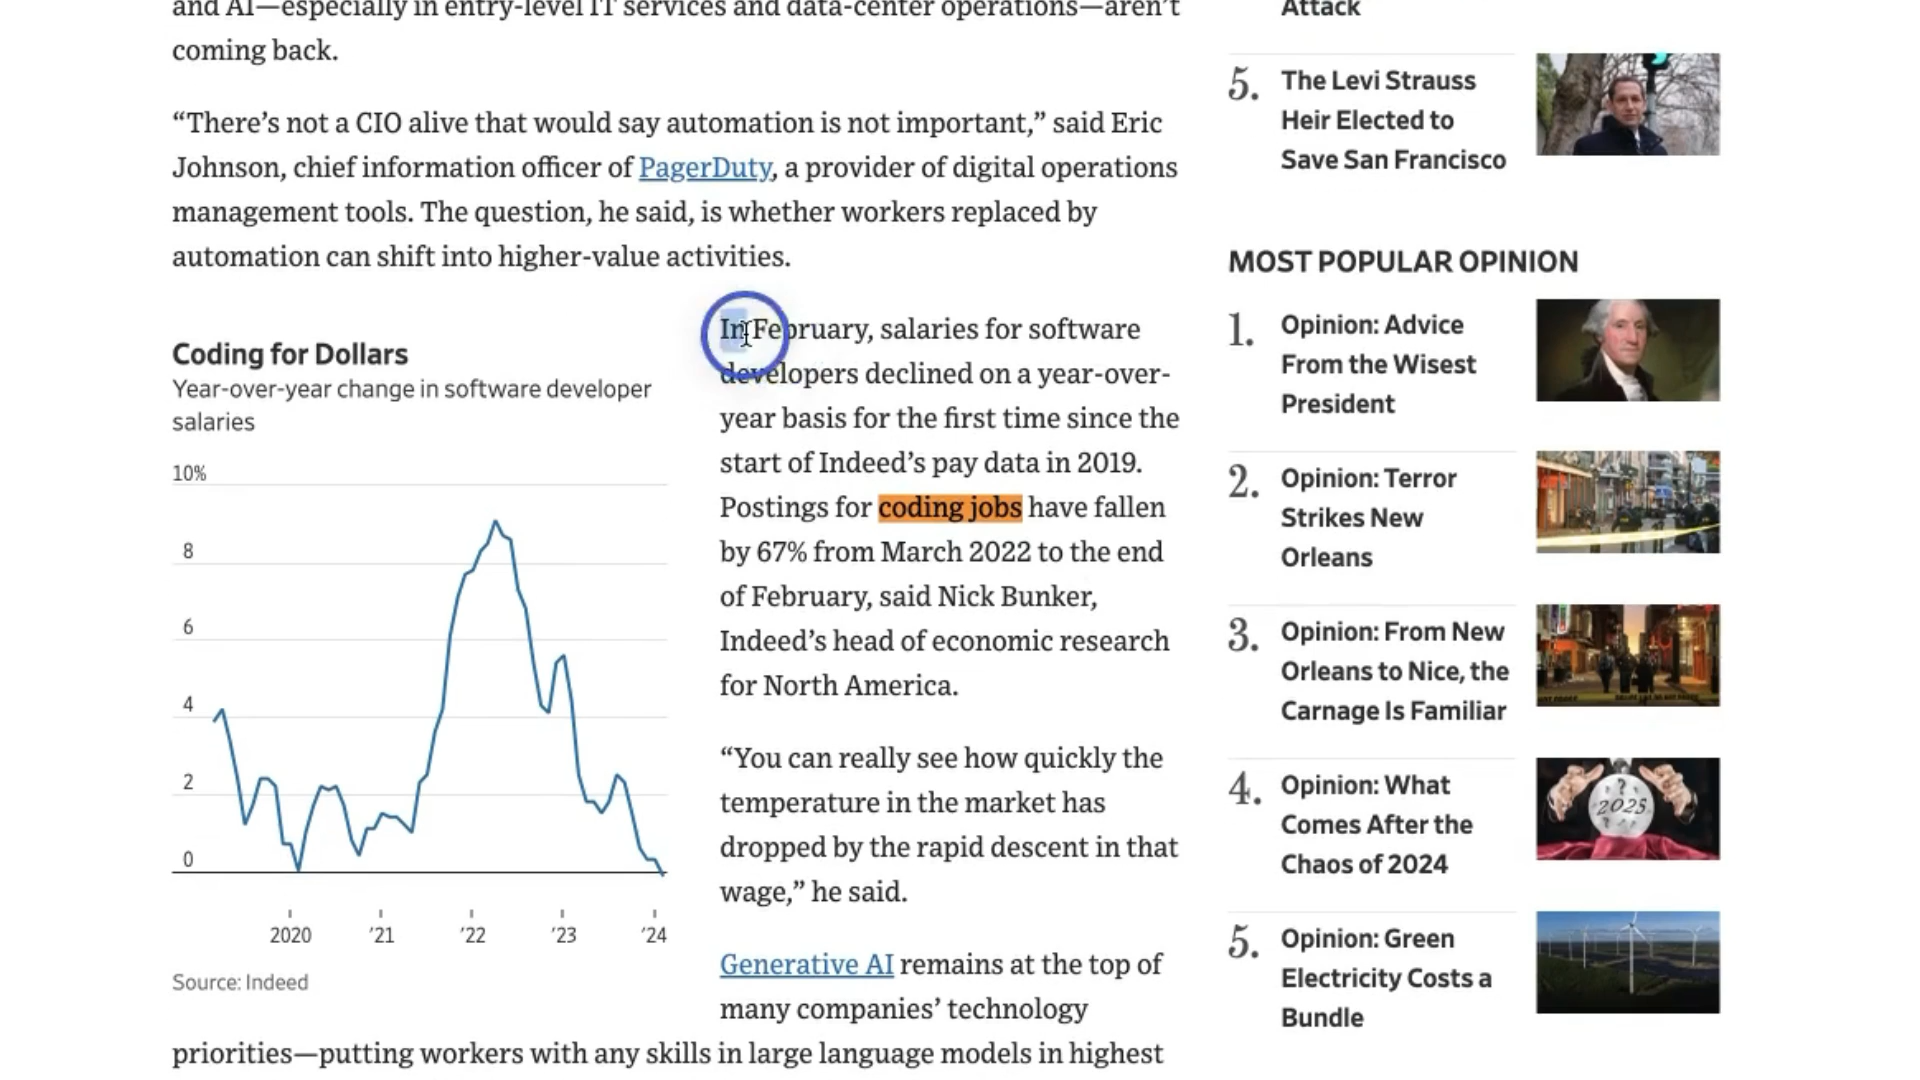 and AI—especially in entry-level IT services and data-center operations—aren’t
coming back.
“There’s not a CIO alive that would say automation is not important,” said Eric
Johnson, chief information officer of PagerDuty, a provider of digital operations
management tools. The question, he said, is whether workers replaced by
automation can shift into higher-value activities.
Coding for Dollars
Year-over-year change in software developer
salaries
10%
8
6
4
2
0
2020 ’21 ’22 ’23 ’24
Source: Indeed
In February, salaries for software
developers declined on a year-over-
year basis for the first time since the
start of Indeed’s pay data in 2019.
Postings for coding jobs have fallen
by 67% from March 2022 to the end
of February, said Nick Bunker,
Indeed’s head of economic research
for North America.
“You can really see how quickly the
temperature in the market has
dropped by the rapid descent in that
wage,” he said.
Generative AI remains at the top of
many companies’ technology
priorities—putting workers with any skills in large language models in highest
Attack
5. The Levi Strauss
Heir Elected to
Save San Francisco
MOST POPULAR OPINION
1. Opinion: Advice
From the Wisest
President
2. Opinion: Terror
Strikes New
Orleans
3. Opinion: From New
Orleans to Nice, the
Carnage Is Familiar
4. Opinion: What
Comes After the
Chaos of 2024
?
2025
5. Opinion: Green
Electricity Costs a
Bundle